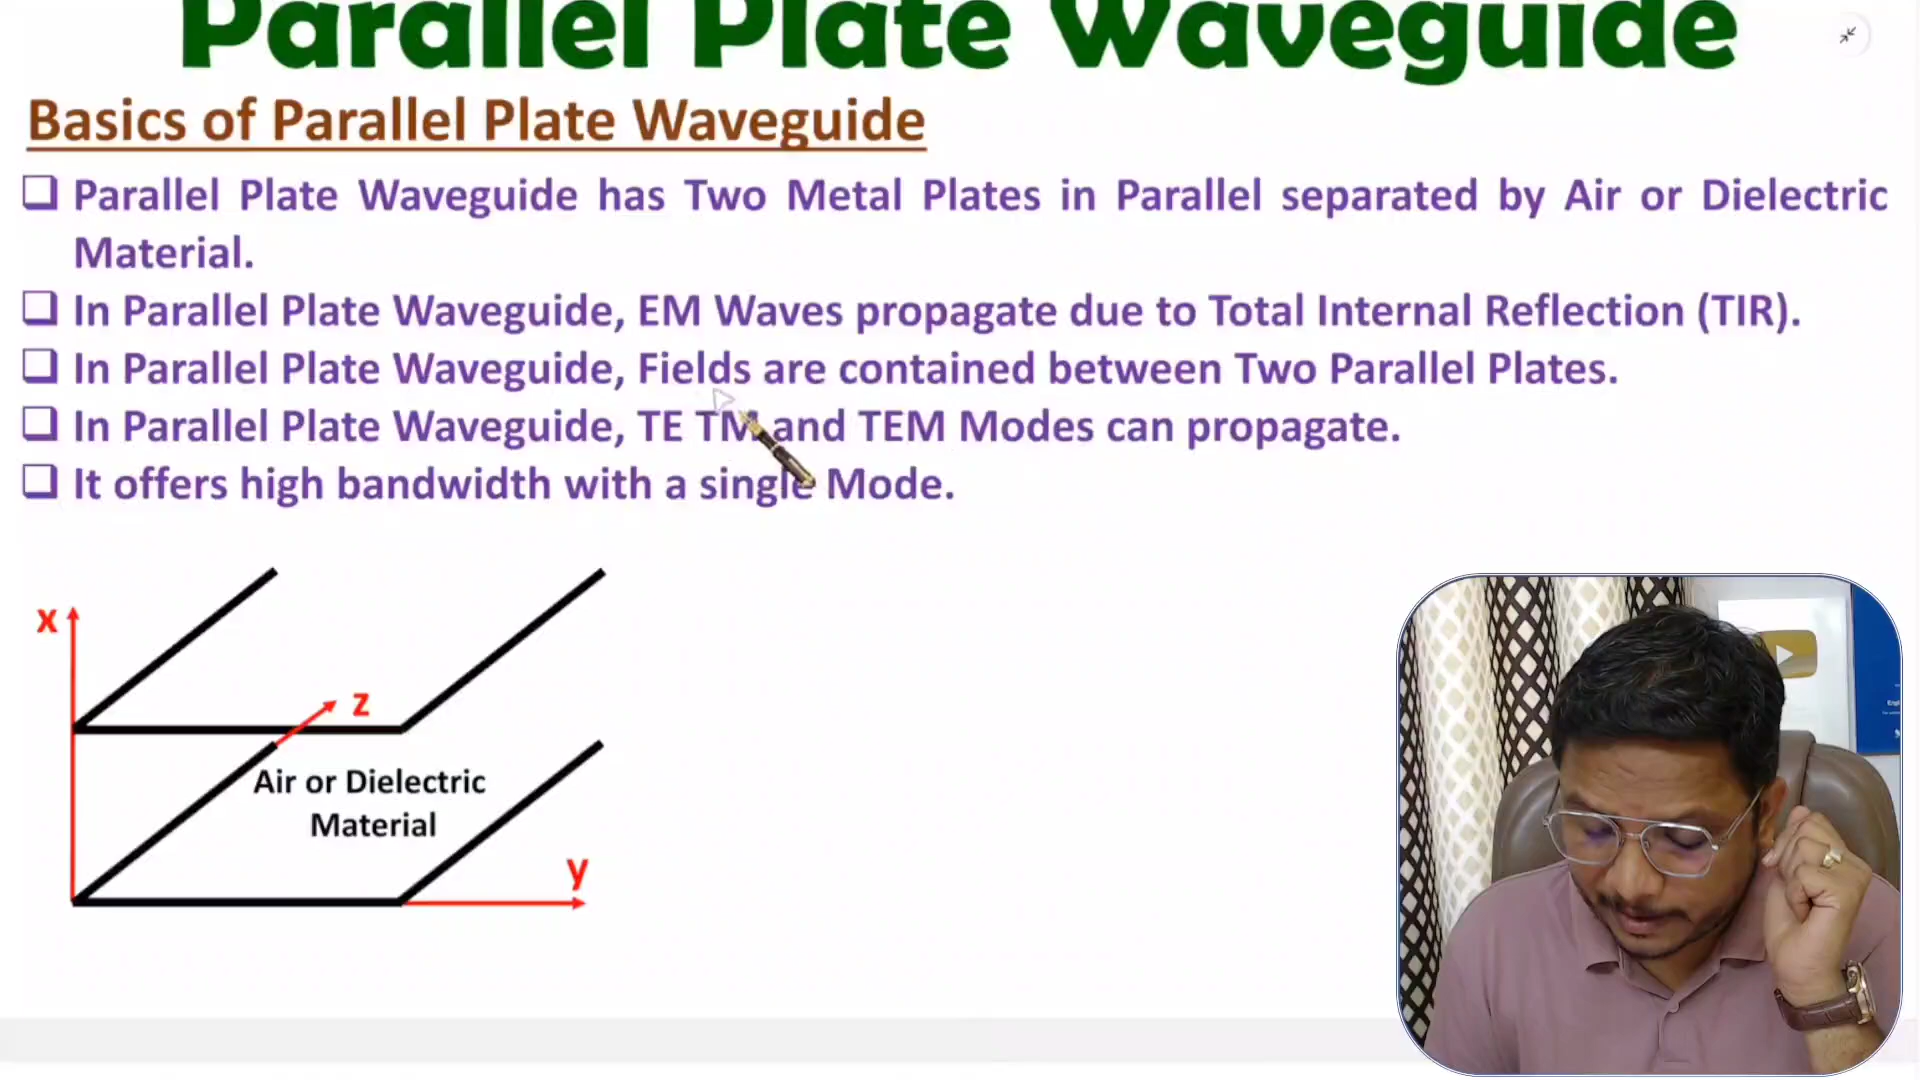 Parallel Plate Waveguide
Basics of Parallel Plate Waveguide
Parallel Plate Waveguide has Two Metal Plates in Parallel separated by Air or Dielectric
Material.
In Parallel Plate Waveguide, EM Waves propagate due to Total Internal Reflection (TIR).
In Parallel Plate Waveguide, Fields are contained between Two Parallel Plates.
In Parallel Plate Waveguide, TE TM and TEM Modes can propagate.
It offers high bandwidth with a single Mode.
x
z
Air or Dielectric
Material
y